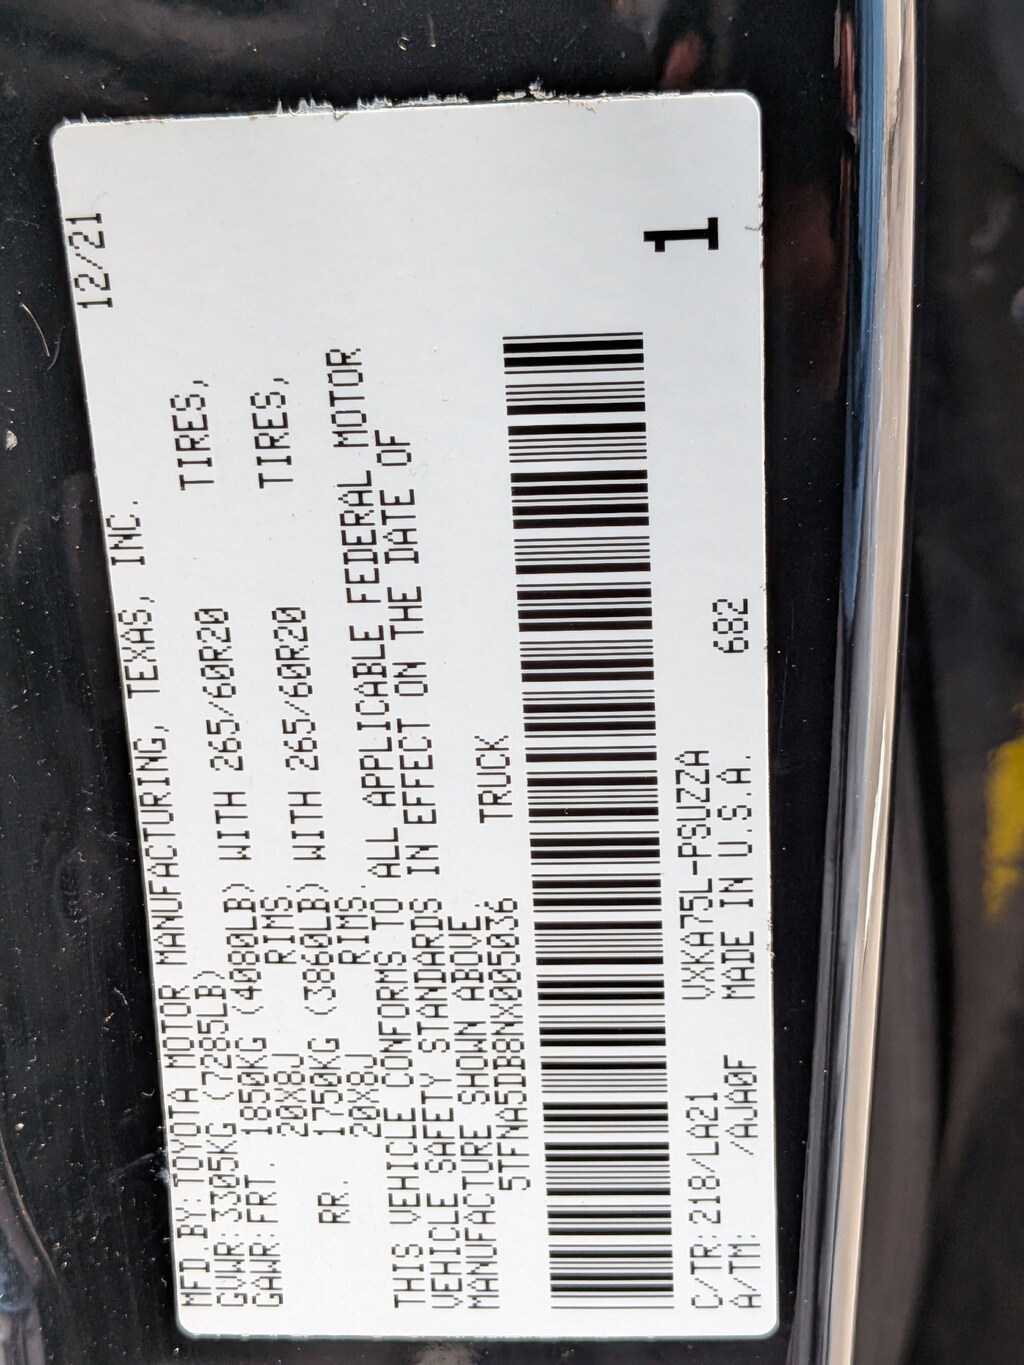 MFD.BY:TOYOTA MOTOR MANUFACTURING, TEXAS, INC. 12/21
GVWR:3305KG (7285LB)
GAWR:FRT. 1850KG (4080LB) WITH 265/60R20 TIRES,
20X8J RIMS.
RR. 1750KG (3860LB) WITH 265/60R20 TIRES,
20X8J RIMS.
THIS VEHICLE CONFORMS TO ALL APPLICABLE FEDERAL MOTOR
VEHICLE SAFETY STANDARDS IN EFFECT ON THE DATE OF
MANUFACTURE SHOWN ABOVE.
5TFNA5DB8NX005036 TRUCK
1
C/TR:218/LA21 VXKA75L-PSUZZA
A/TM: /AJA0F MADE IN U.S.A. 682